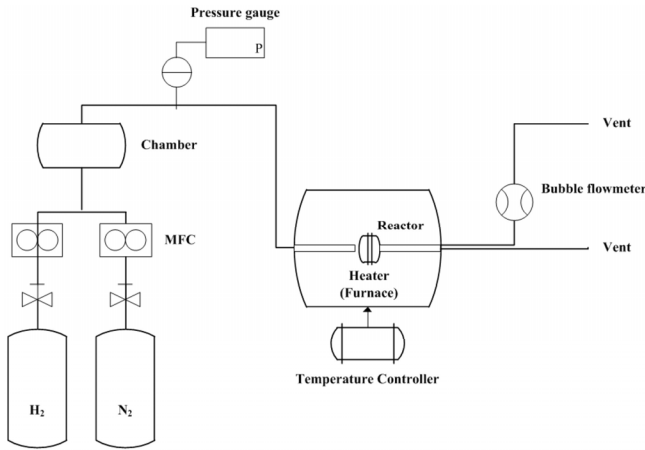 Pressure gauge
P
Chamber
Vent
Bubble flowmeter
MFC
Reactor
Vent
Heater
(Furnace)
Temperature Controller
H₂
N₂